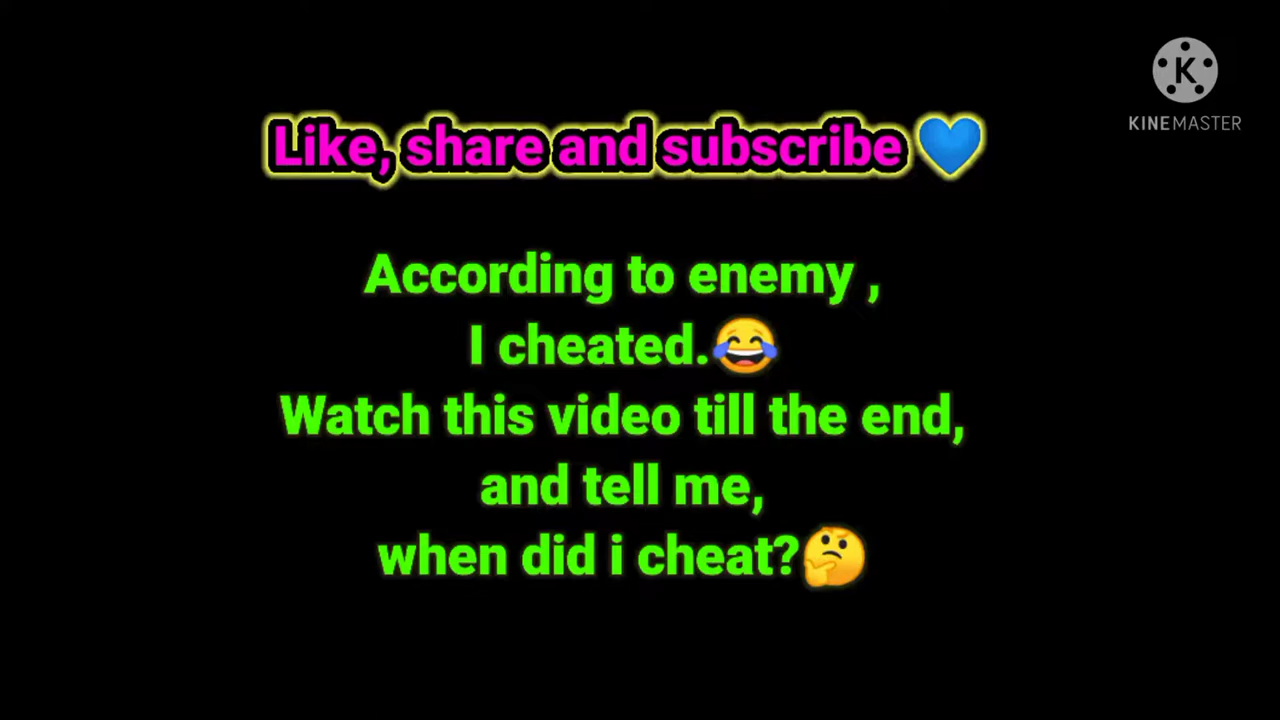 Like, share and subscribe 💙
According to enemy ,
I cheated.😂
Watch this video till the end,
and tell me,
when did i cheat?🤔
K
KINEMASTER